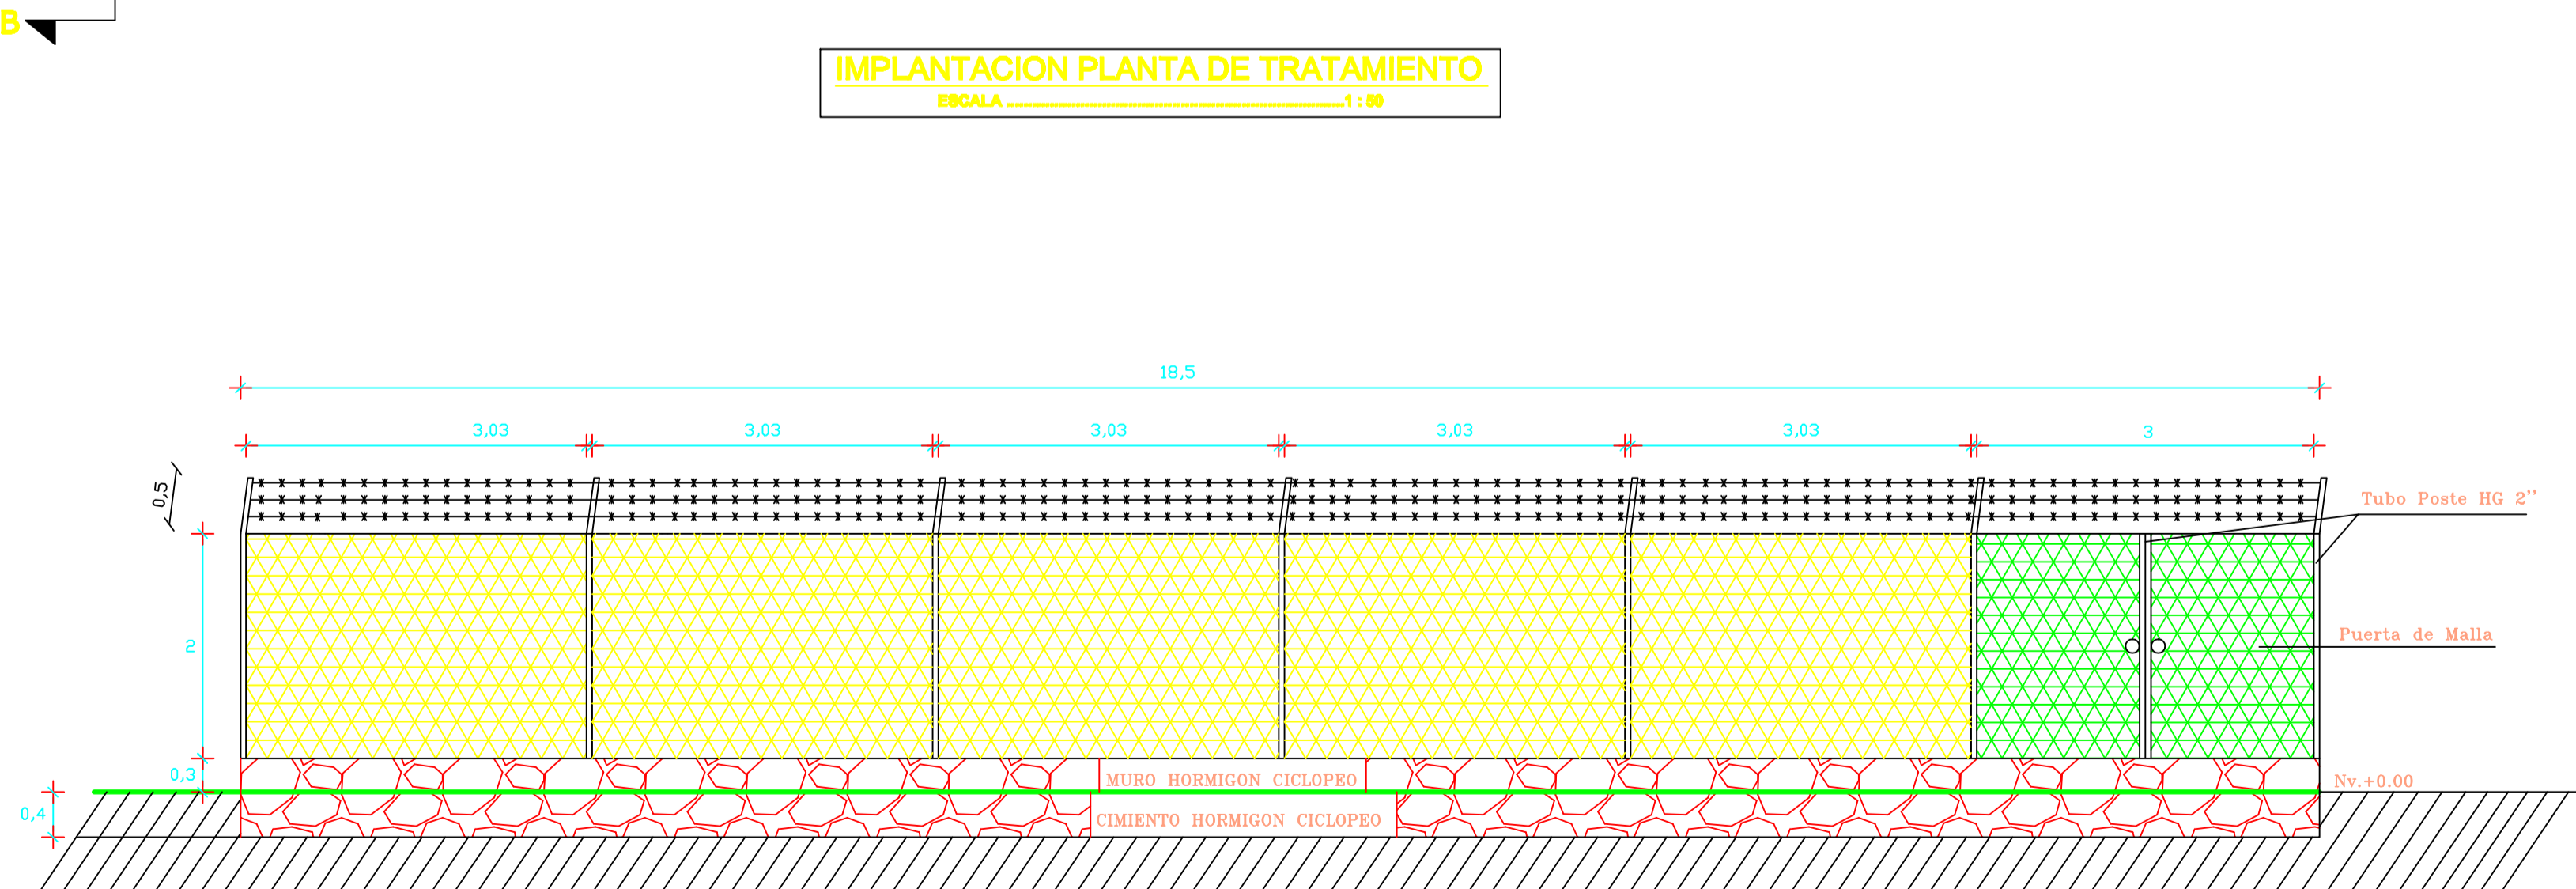 B
IMPLANTACION PLANTA DE TRATAMIENTO
ESCALA ........................................................................1 : 50
18,5
3,03 3,03 3,03 3,03 3,03 3
0,5
Tubo Poste HG 2''
2
Puerta de Malla
0,3
MURO HORMIGON CICLOPEO
Nv.+0.00
0,4
CIMIENTO HORMIGON CICLOPEO